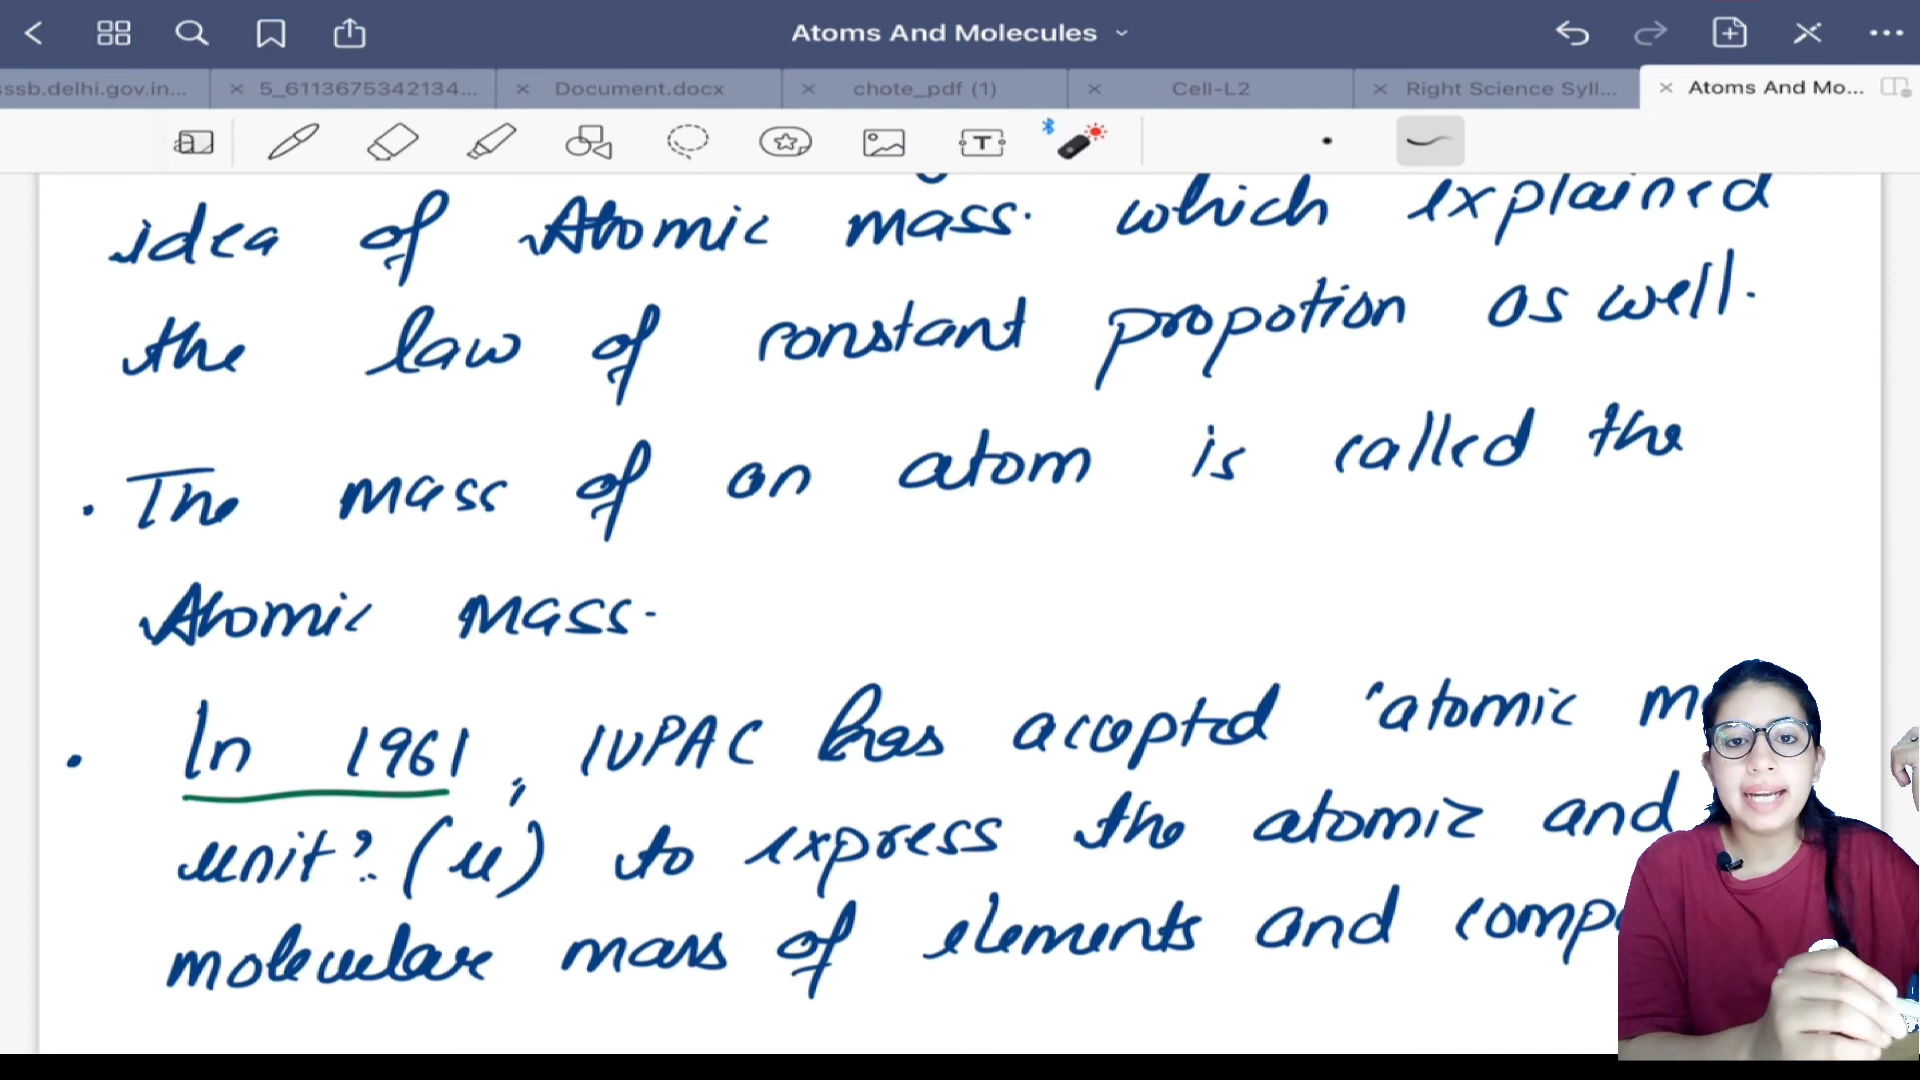 Atoms And Molecules
sssb.delhi.gov.in...
5_6113675342134...
Document.docx
chote_pdf (1)
Cell-L2
Right Science Syll...
Atoms And Mo...
idea of Atomic mass. which explained
the law of constant propotion as well.
· The mass of an atom is called the
Atomic mass.
· In 1961, IUPAC has accepted 'atomic m
unit? (u) to express the atomic and
molecular mass of elements and comp